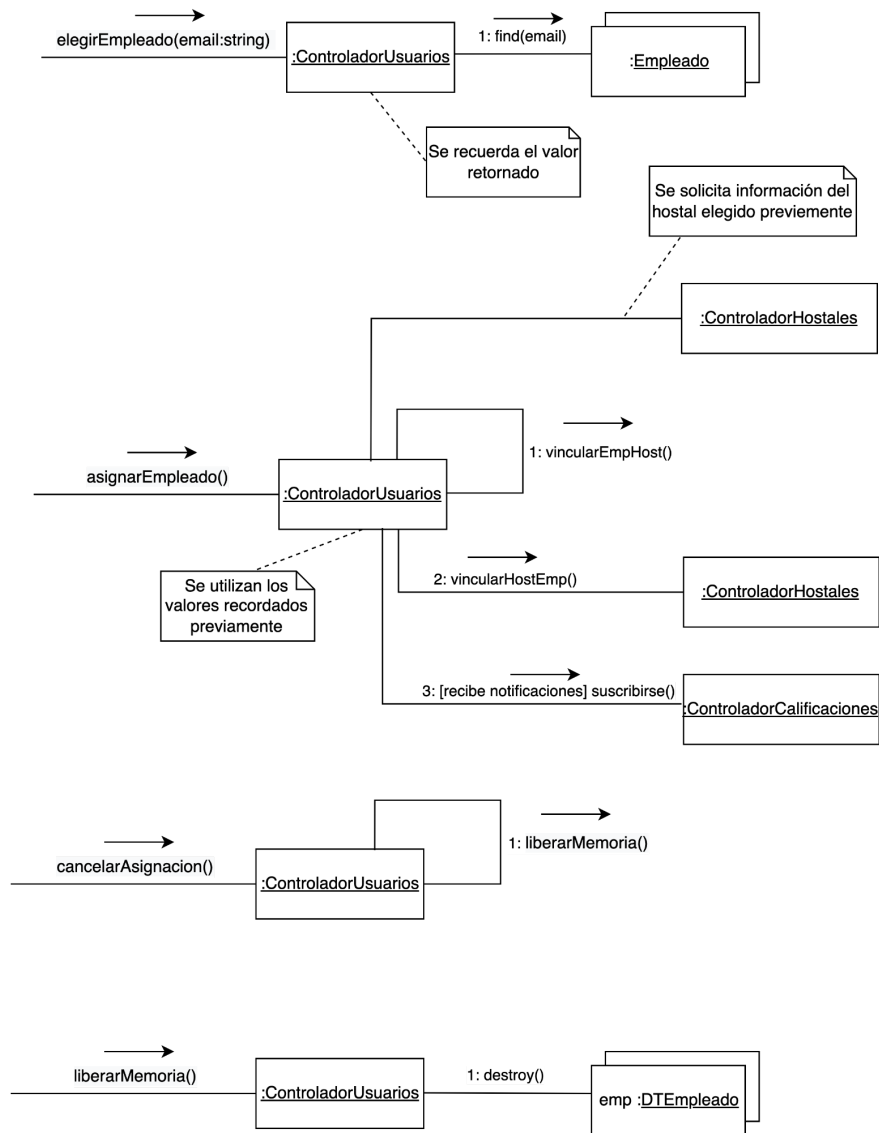 elegirEmpleado(email:string)
:ControladorUsuarios
1: find(email)
:Empleado
Se recuerda el valor
retornado
Se solicita información del
hostal elegido previemente
:ControladorHostales
1: vincularEmpHost()
asignarEmpleado()
:ControladorUsuarios
Se utilizan los
valores recordados
previamente
2: vincularHostEmp()
:ControladorHostales
3: [recibe notificaciones] suscribirse()
:ControladorCalificaciones
1: liberarMemoria()
cancelarAsignacion()
:ControladorUsuarios
liberarMemoria()
:ControladorUsuarios
1: destroy()
emp :DTEmpleado